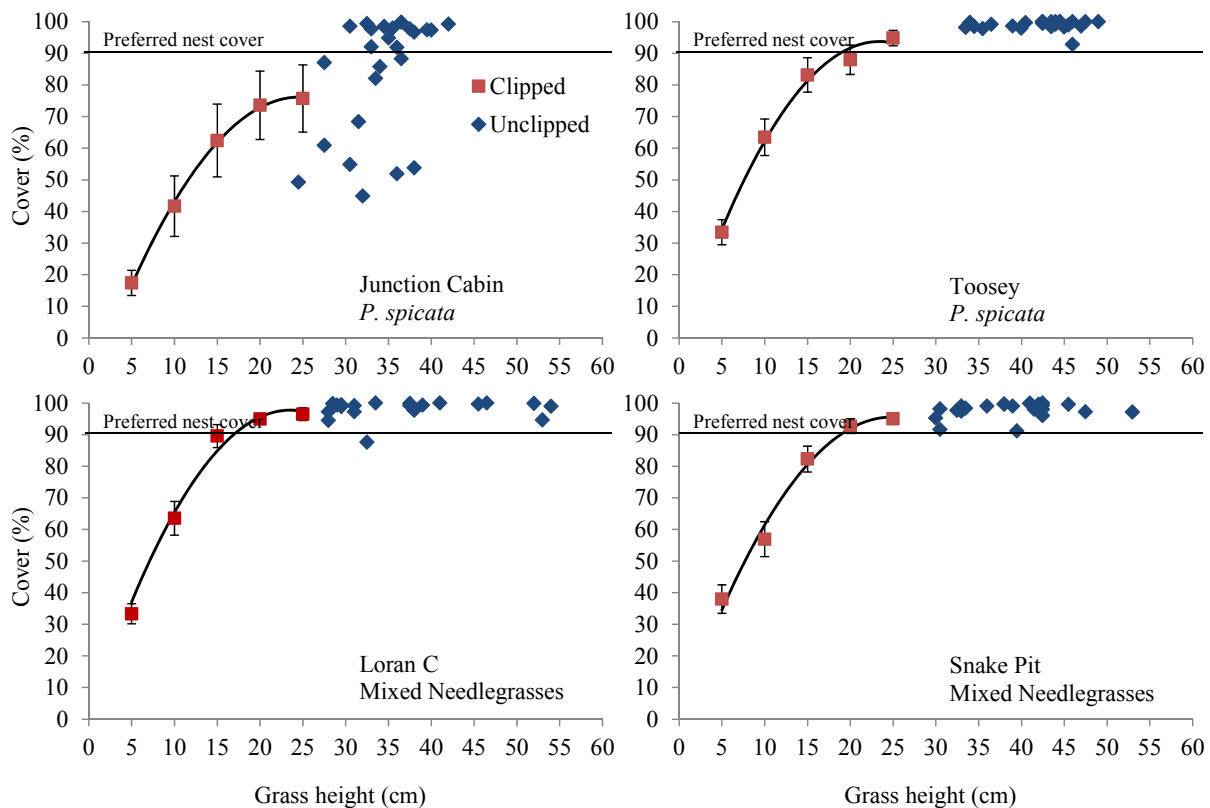 100
90
80
70
60
50
40
30
20
10
0
Cover (%)
Preferred nest cover
Clipped
Unclipped
Junction Cabin
P. spicata
0 5 10 15 20 25 30 35 40 45 50 55 60
100
90
80
70
60
50
40
30
20
10
0
Preferred nest cover
Toosey
P. spicata
0 5 10 15 20 25 30 35 40 45 50 55 60
100
90
80
70
60
50
40
30
20
10
0
Cover (%)
Preferred nest cover
Loran C
Mixed Needlegrasses
0 5 10 15 20 25 30 35 40 45 50 55 60
Grass height (cm)
100
90
80
70
60
50
40
30
20
10
0
Preferred nest cover
Snake Pit
Mixed Needlegrasses
0 5 10 15 20 25 30 35 40 45 50 55 60
Grass height (cm)